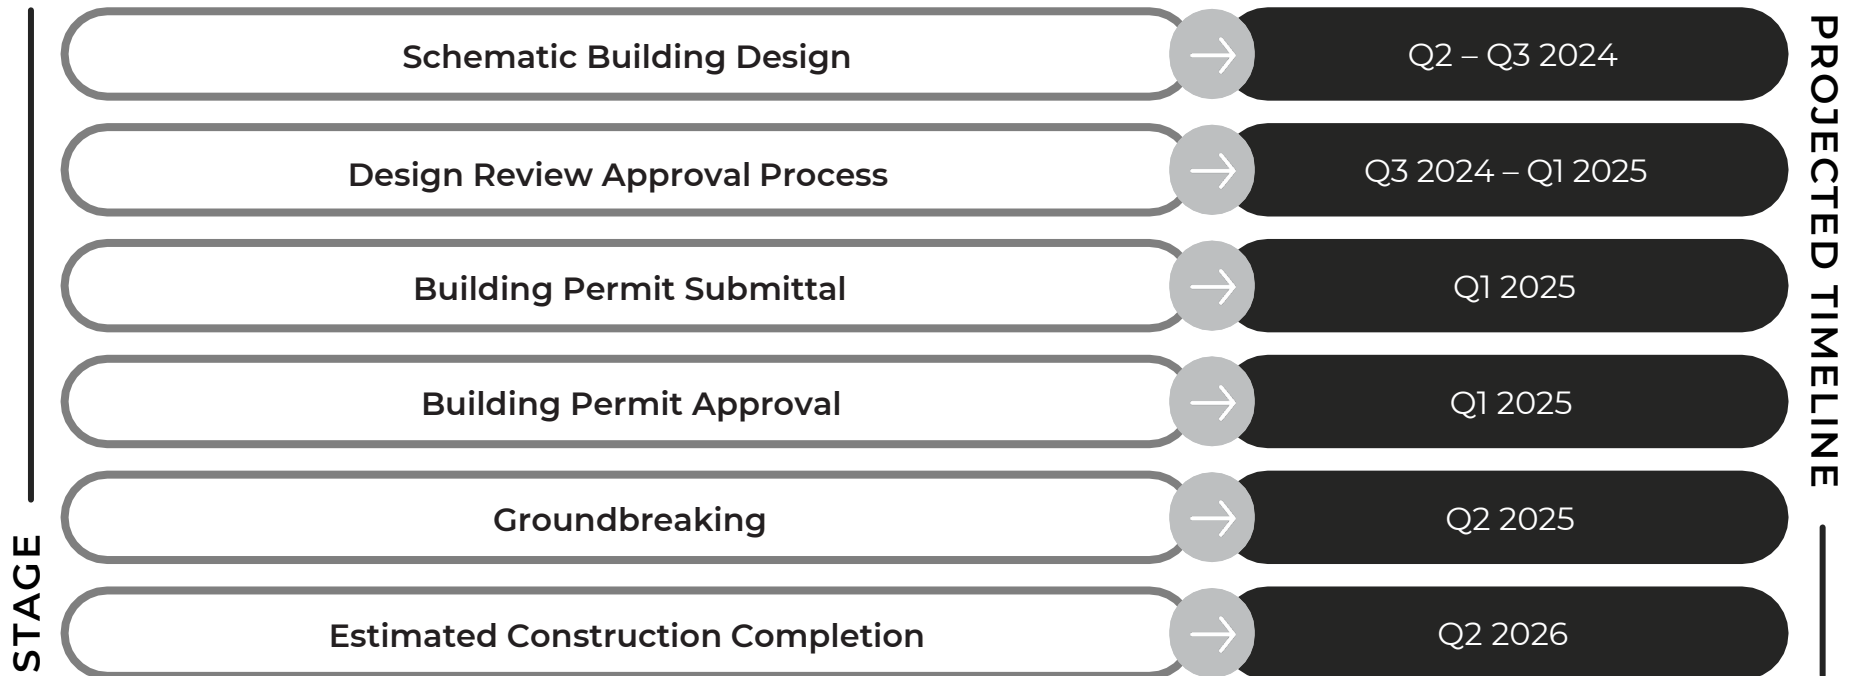 STAGE
PROJECTED TIMELINE
Schematic Building Design
Q2 – Q3 2024
Design Review Approval Process
Q3 2024 – Q1 2025
Building Permit Submittal
Q1 2025
Building Permit Approval
Q1 2025
Groundbreaking
Q2 2025
Estimated Construction Completion
Q2 2026